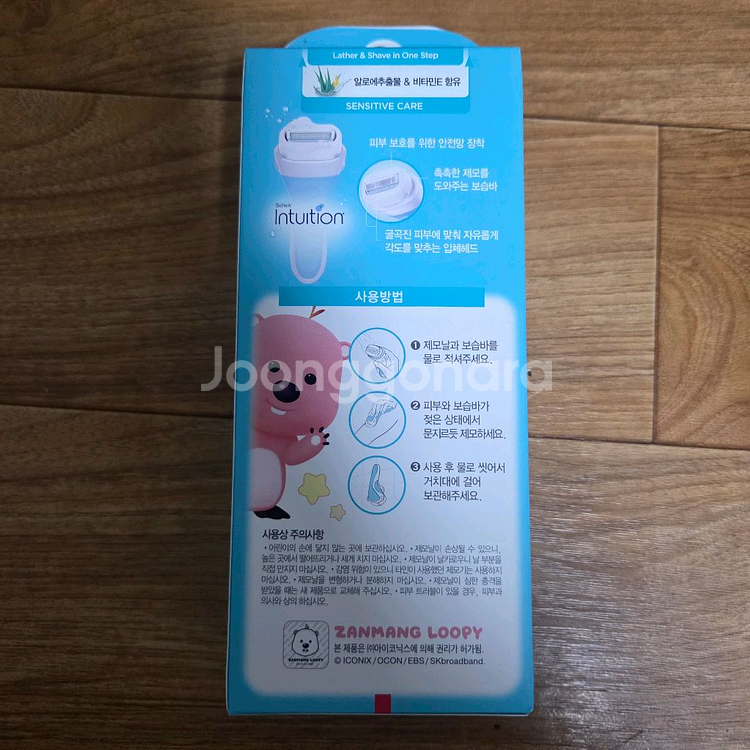 Lather & Shave in One Step
알로에추출물 & 비타민E 함유
SENSITIVE CARE
피부 보호를 위한 안전망 장착
촉촉한 제모를
도와주는 보습바
Schick
Intuition
굴곡진 피부에 맞춰 자유롭게
각도를 맞추는 입체헤드
사용방법
1 제모날과 보습바를
물로 적셔주세요.
Joonggonara
2 피부와 보습바가
젖은 상태에서
문지르듯 제모하세요.
3 사용 후 물로 씻어서
거치대에 걸어
보관해주세요.
사용상 주의사항
• 어린이의 손에 닿지 않는 곳에 보관하십시오. • 제모날이 손상될 수 있으니,
높은 곳에서 떨어뜨리거나 세게 치지 마십시오. • 제모날이 날카로우니 날 부분을
직접 만지지 마십시오. • 감염 위험이 있으니 타인이 사용했던 제모기는 사용하지
마십시오. • 제모날을 변형하거나 분해하지 마십시오. • 제모날이 심한 충격을
받았을 때는 새 제품으로 교체해 주십시오. • 피부 트러블이 있을 경우, 피부과
의사와 상의 하십시오.
ZANMANG LOOPY
ZANMANG LOOPY
본 제품은 ㈜아이코닉스에 의해 권리가 허가됨.
© ICONIX / OCON / EBS / SKbroadband.